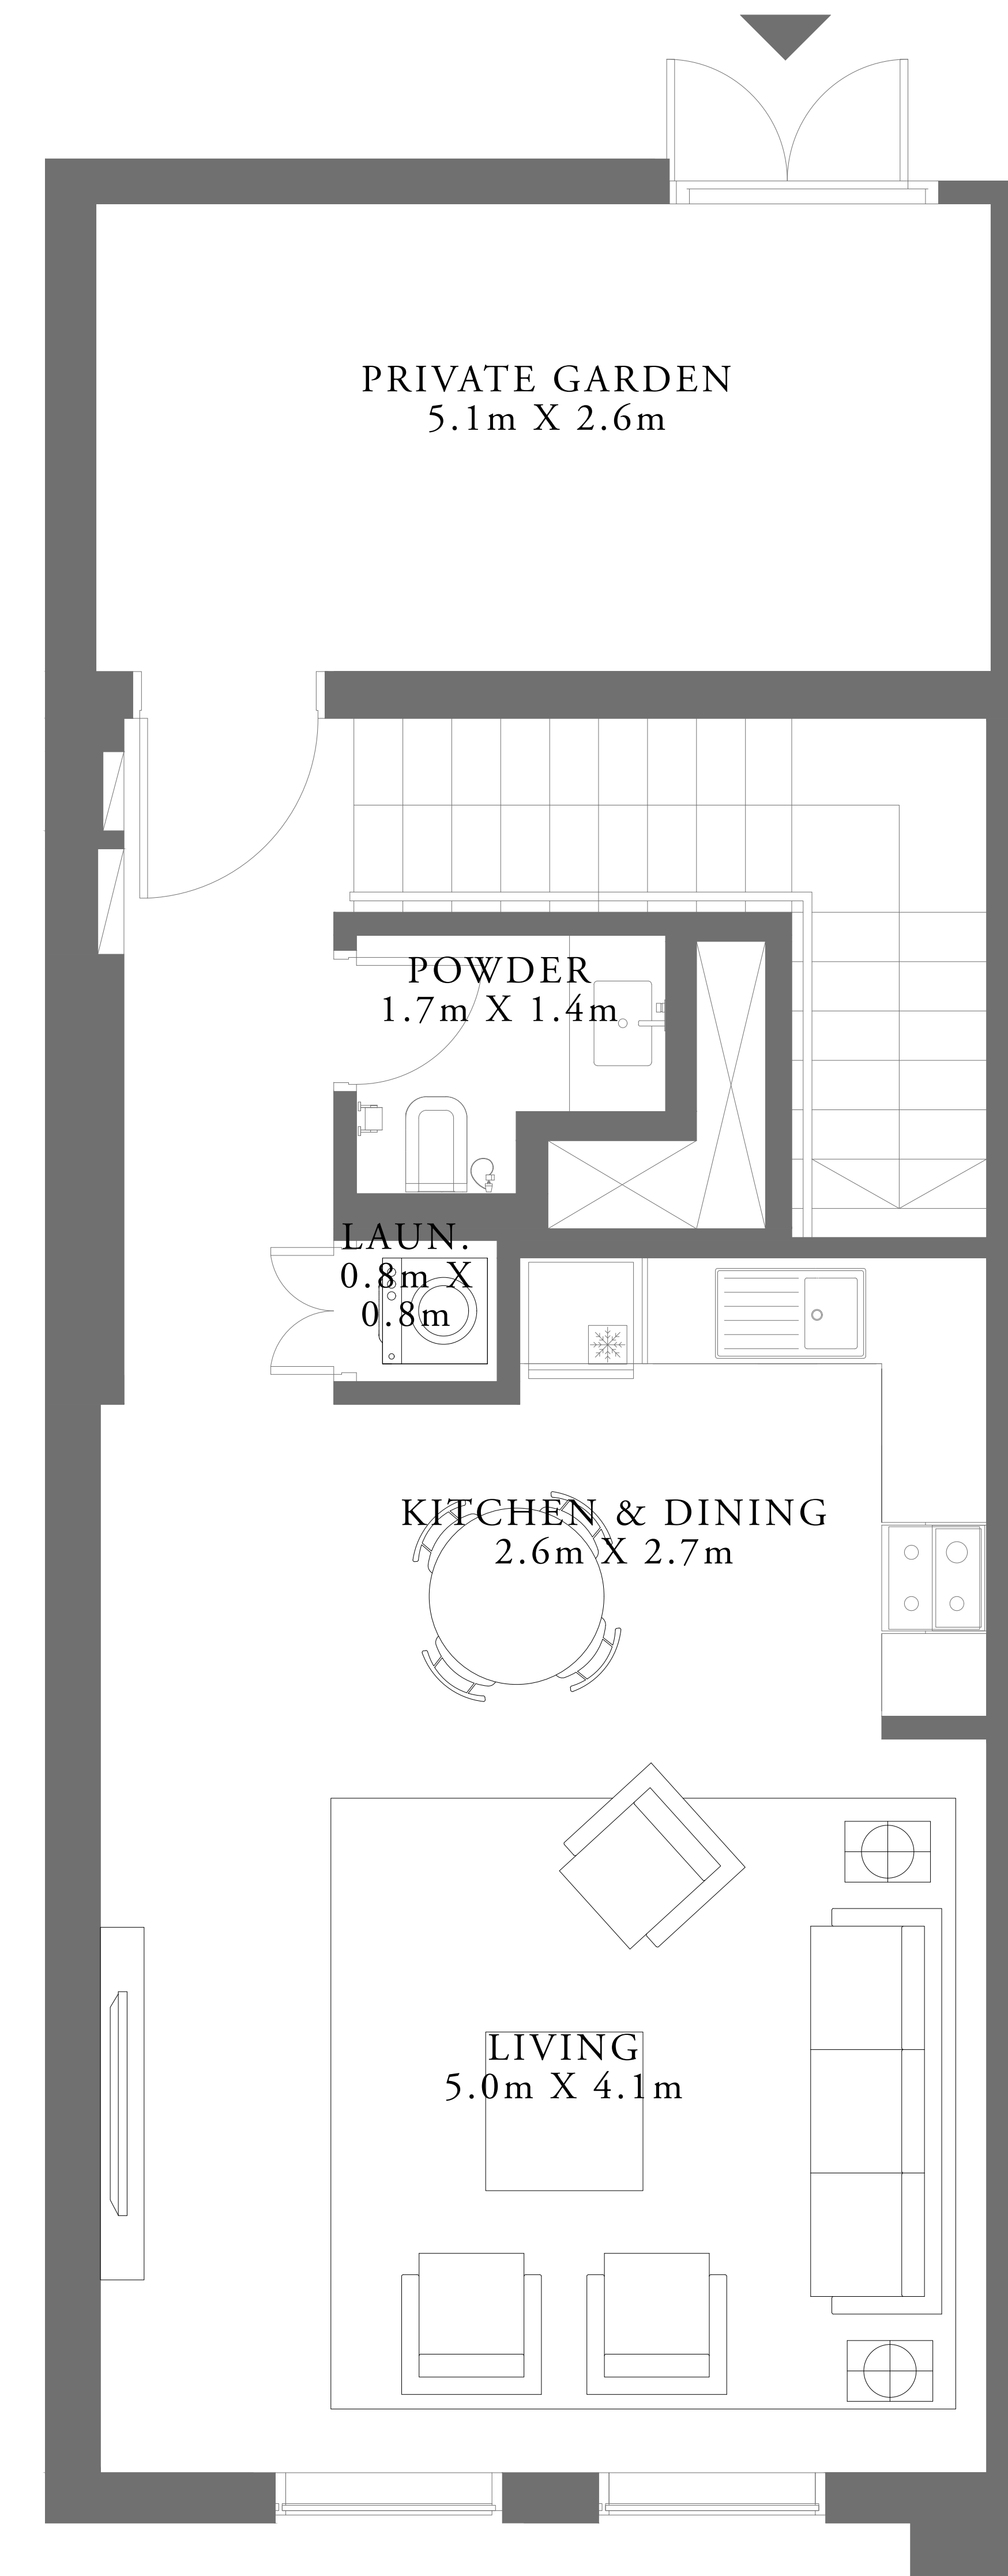 PRIVATE GARDEN
5.1m X 2.6m
POWDER
1.7m X 1.4m
LAUN.
0.8m X
0.8m
KITCHEN & DINING
2.6m X 2.7m
LIVING
5.0m X 4.1m